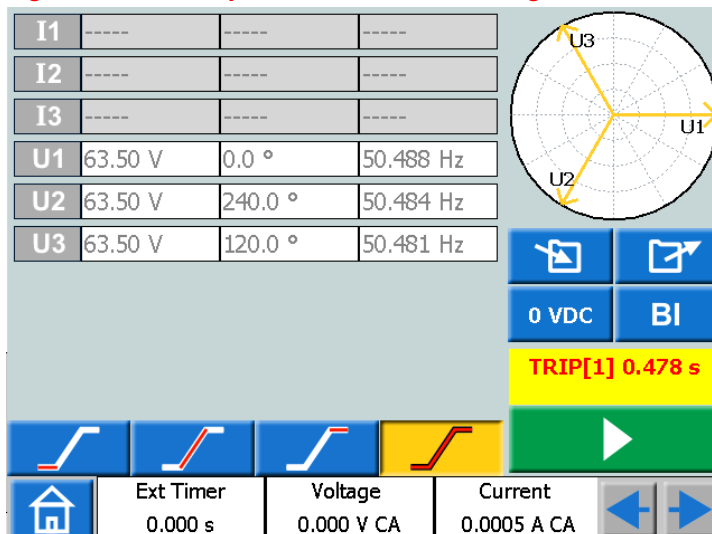 I1 ----- ----- -----
I2 ----- ----- -----
I3 ----- ----- -----
U1 63.50 V 0.0 ° 50.488 Hz
U2 63.50 V 240.0 ° 50.484 Hz
U3 63.50 V 120.0 ° 50.481 Hz
U3
U1
U2
0 VDC BI
TRIP[1] 0.478 s
Ext Timer Voltage Current
0.000 s 0.000 V CA 0.0005 A CA